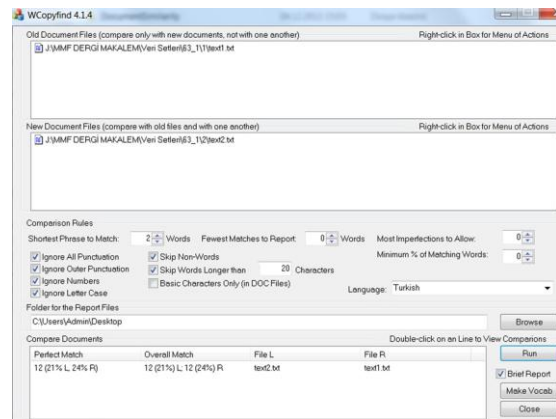 WCopyfind 4.1.4
Old Document Files (compare only with new documents, not with one another) Right-click in Box for Menu of Actions
J:\MMF DERGİ MAKALEM\Veri Setleri\63_1\1\text1.txt
New Document Files (compare with old files and with one another) Right-click in Box for Menu of Actions
J:\MMF DERGİ MAKALEM\Veri Setleri\63_1\2\text2.txt
Comparison Rules
Shortest Phrase to Match: 2 Words Fewest Matches to Report: 0 Words Most Imperfections to Allow: 0
Ignore All Punctuation Skip Non-Words Minimum % of Matching Words: 0
Ignore Outer Punctuation Skip Words Longer than 20 Characters
Ignore Numbers Basic Characters Only (in DOC Files)
Ignore Letter Case Language: Turkish
Folder for the Report Files
C:\Users\Admin\Desktop Browse
Compare Documents Double-click on an Line to View Comparions
Perfect Match Overall Match File L File R Run
12 (21% L, 24% R) 12 (21%) L; 12 (24%) R text2.txt text1.txt
Brief Report
Make Vocab
Close